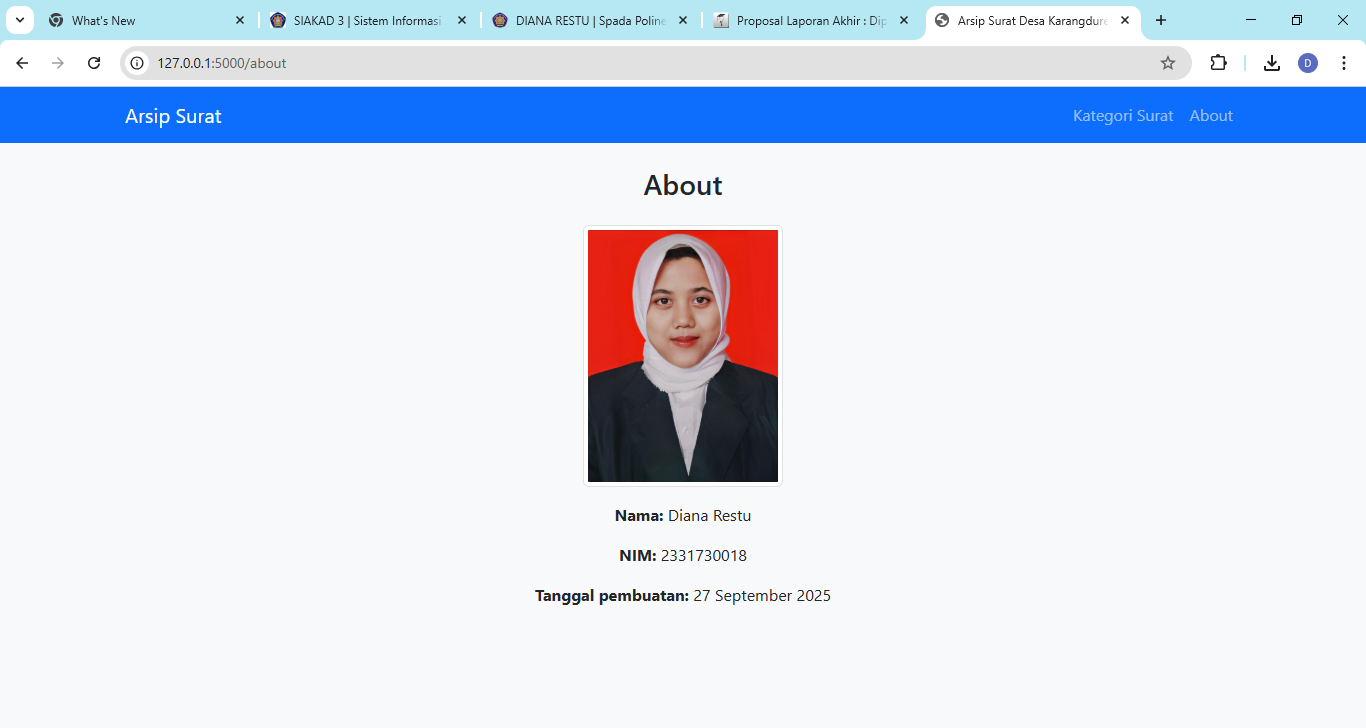 What's New
SIAKAD 3 | Sistem Informasi
DIANA RESTU | Spada Poline
Proposal Laporan Akhir : Dip
Arsip Surat Desa Karangdure
127.0.0.1:5000/about
D
Arsip Surat
Kategori Surat
About
About
Nama: Diana Restu
NIM: 2331730018
Tanggal pembuatan: 27 September 2025